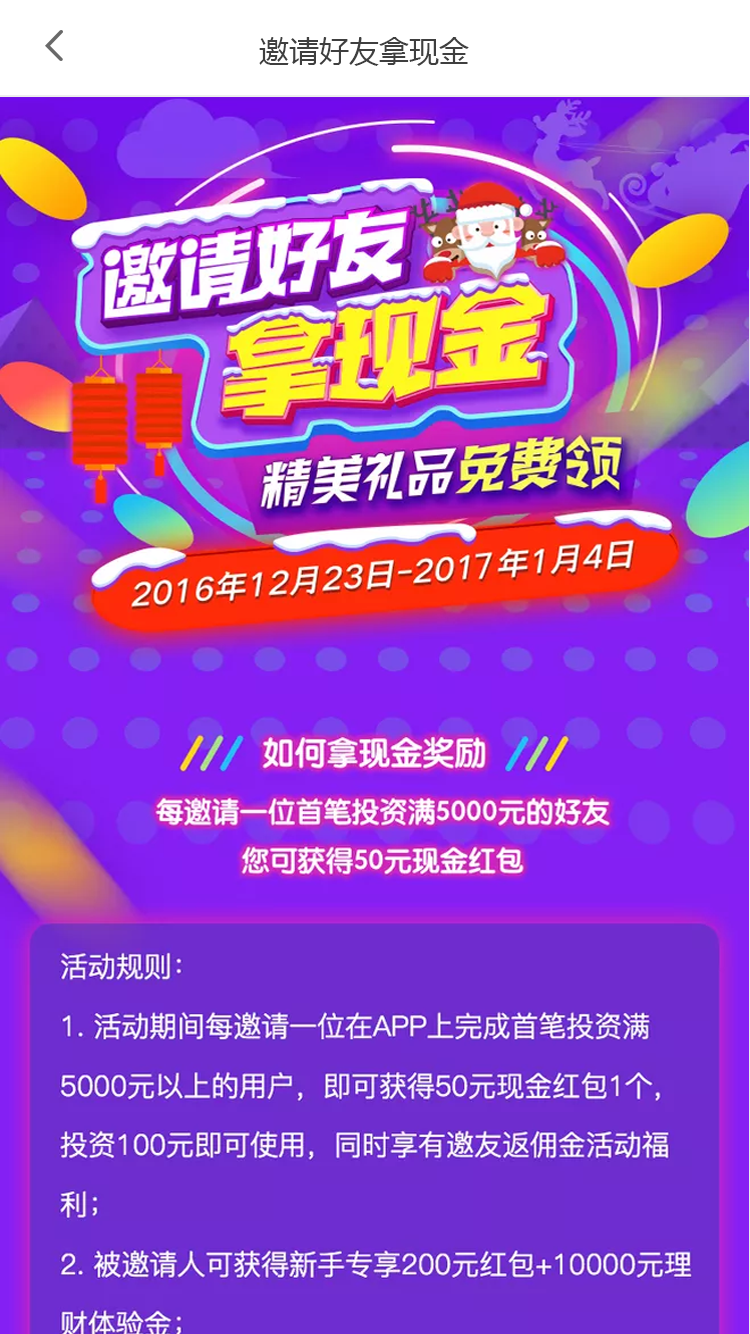 邀请好友拿现金
邀请好友
拿现金
精美礼品免费领
2016年12月23日-2017年1月4日
如何拿现金奖励
每邀请一位首笔投资满5000元的好友
您可获得50元现金红包
活动规则：
1. 活动期间每邀请一位在APP上完成首笔投资满
5000元以上的用户，即可获得50元现金红包1个，
投资100元即可使用，同时享有邀友返佣金活动福
利；
2. 被邀请人可获得新手专享200元红包+10000元理
财体验金；